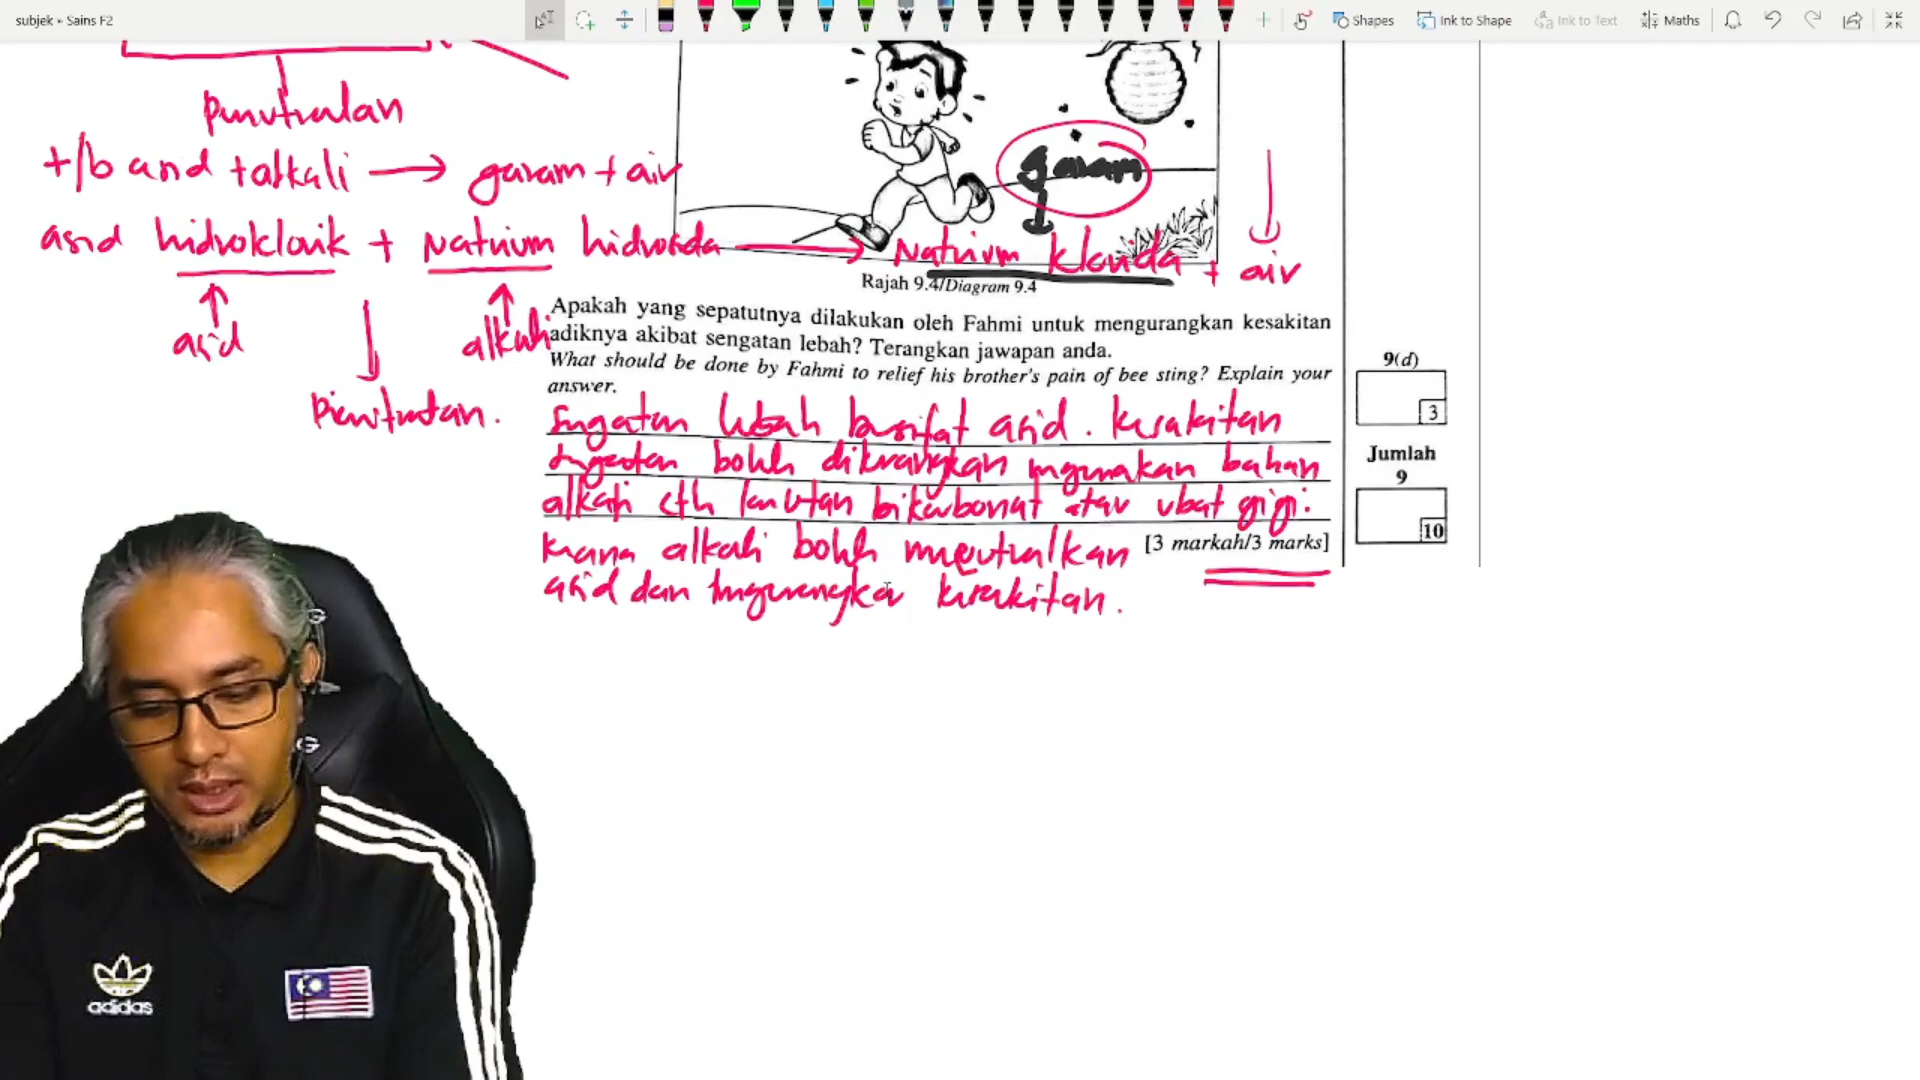 subjek » Sains F2
Shapes
Ink to Shape
Ink to Text
Maths
penutralan
t/b asid + alkali → garam + air
garam
asid hidroklorik + Natrium hidroksida → Natrium klorida + air
asid
alkali
Rajah 9.4/Diagram 9.4
Apakah yang sepatutnya dilakukan oleh Fahmi untuk mengurangkan kesakitan
adiknya akibat sengatan lebah? Terangkan jawapan anda.
What should be done by Fahmi to relief his brother's pain of bee sting? Explain your
answer.
9(d)
3
Sengatan lebah bersifat asid. kesakitan
sengatan boleh dikurangkan mgunakan bahan
alkali cth larutan bikarbonat atau ubat gigi.
kerana alkali boleh meneutralkan
[3 markah/3 marks]
asid dan mengurangka kesakitan.
Jumlah
9
10
adidas